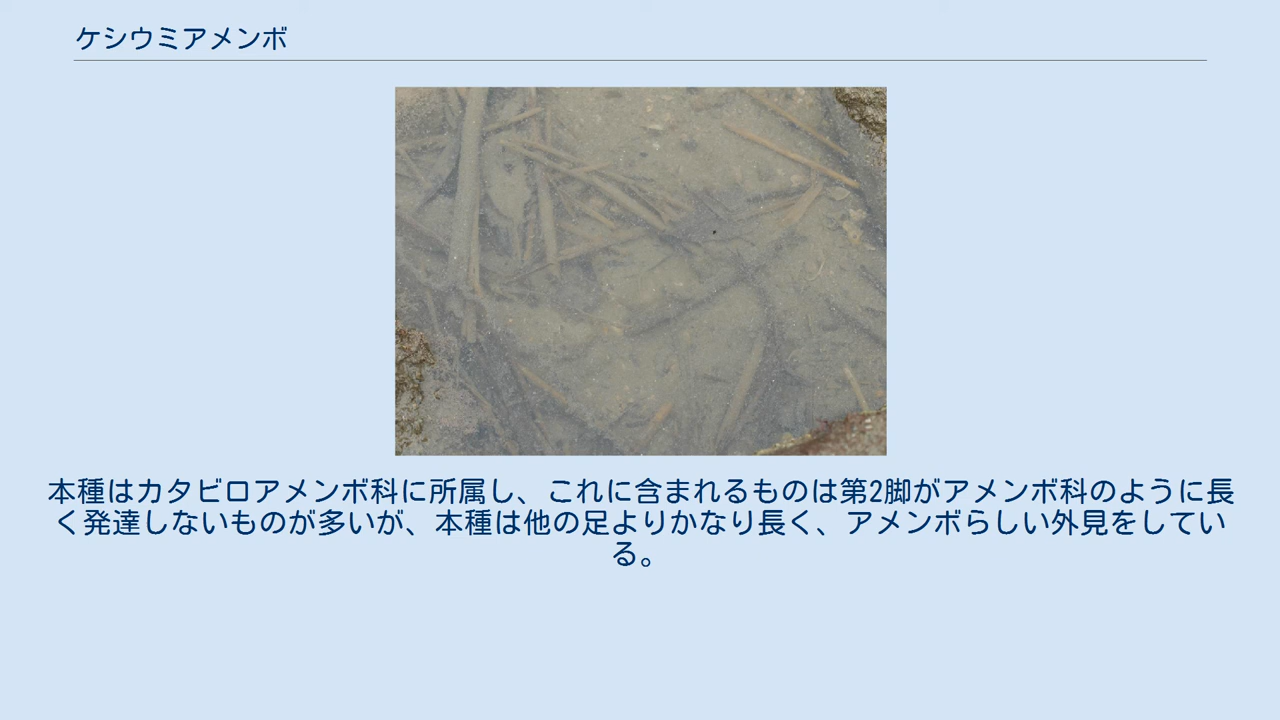 ケシウミアメンボ
本種はカタビロアメンボ科に所属し、これに含まれるものは第2脚がアメンボ科のように長
く発達しないものが多いが、本種は他の足よりかなり長く、アメンボらしい外見をしてい
る。